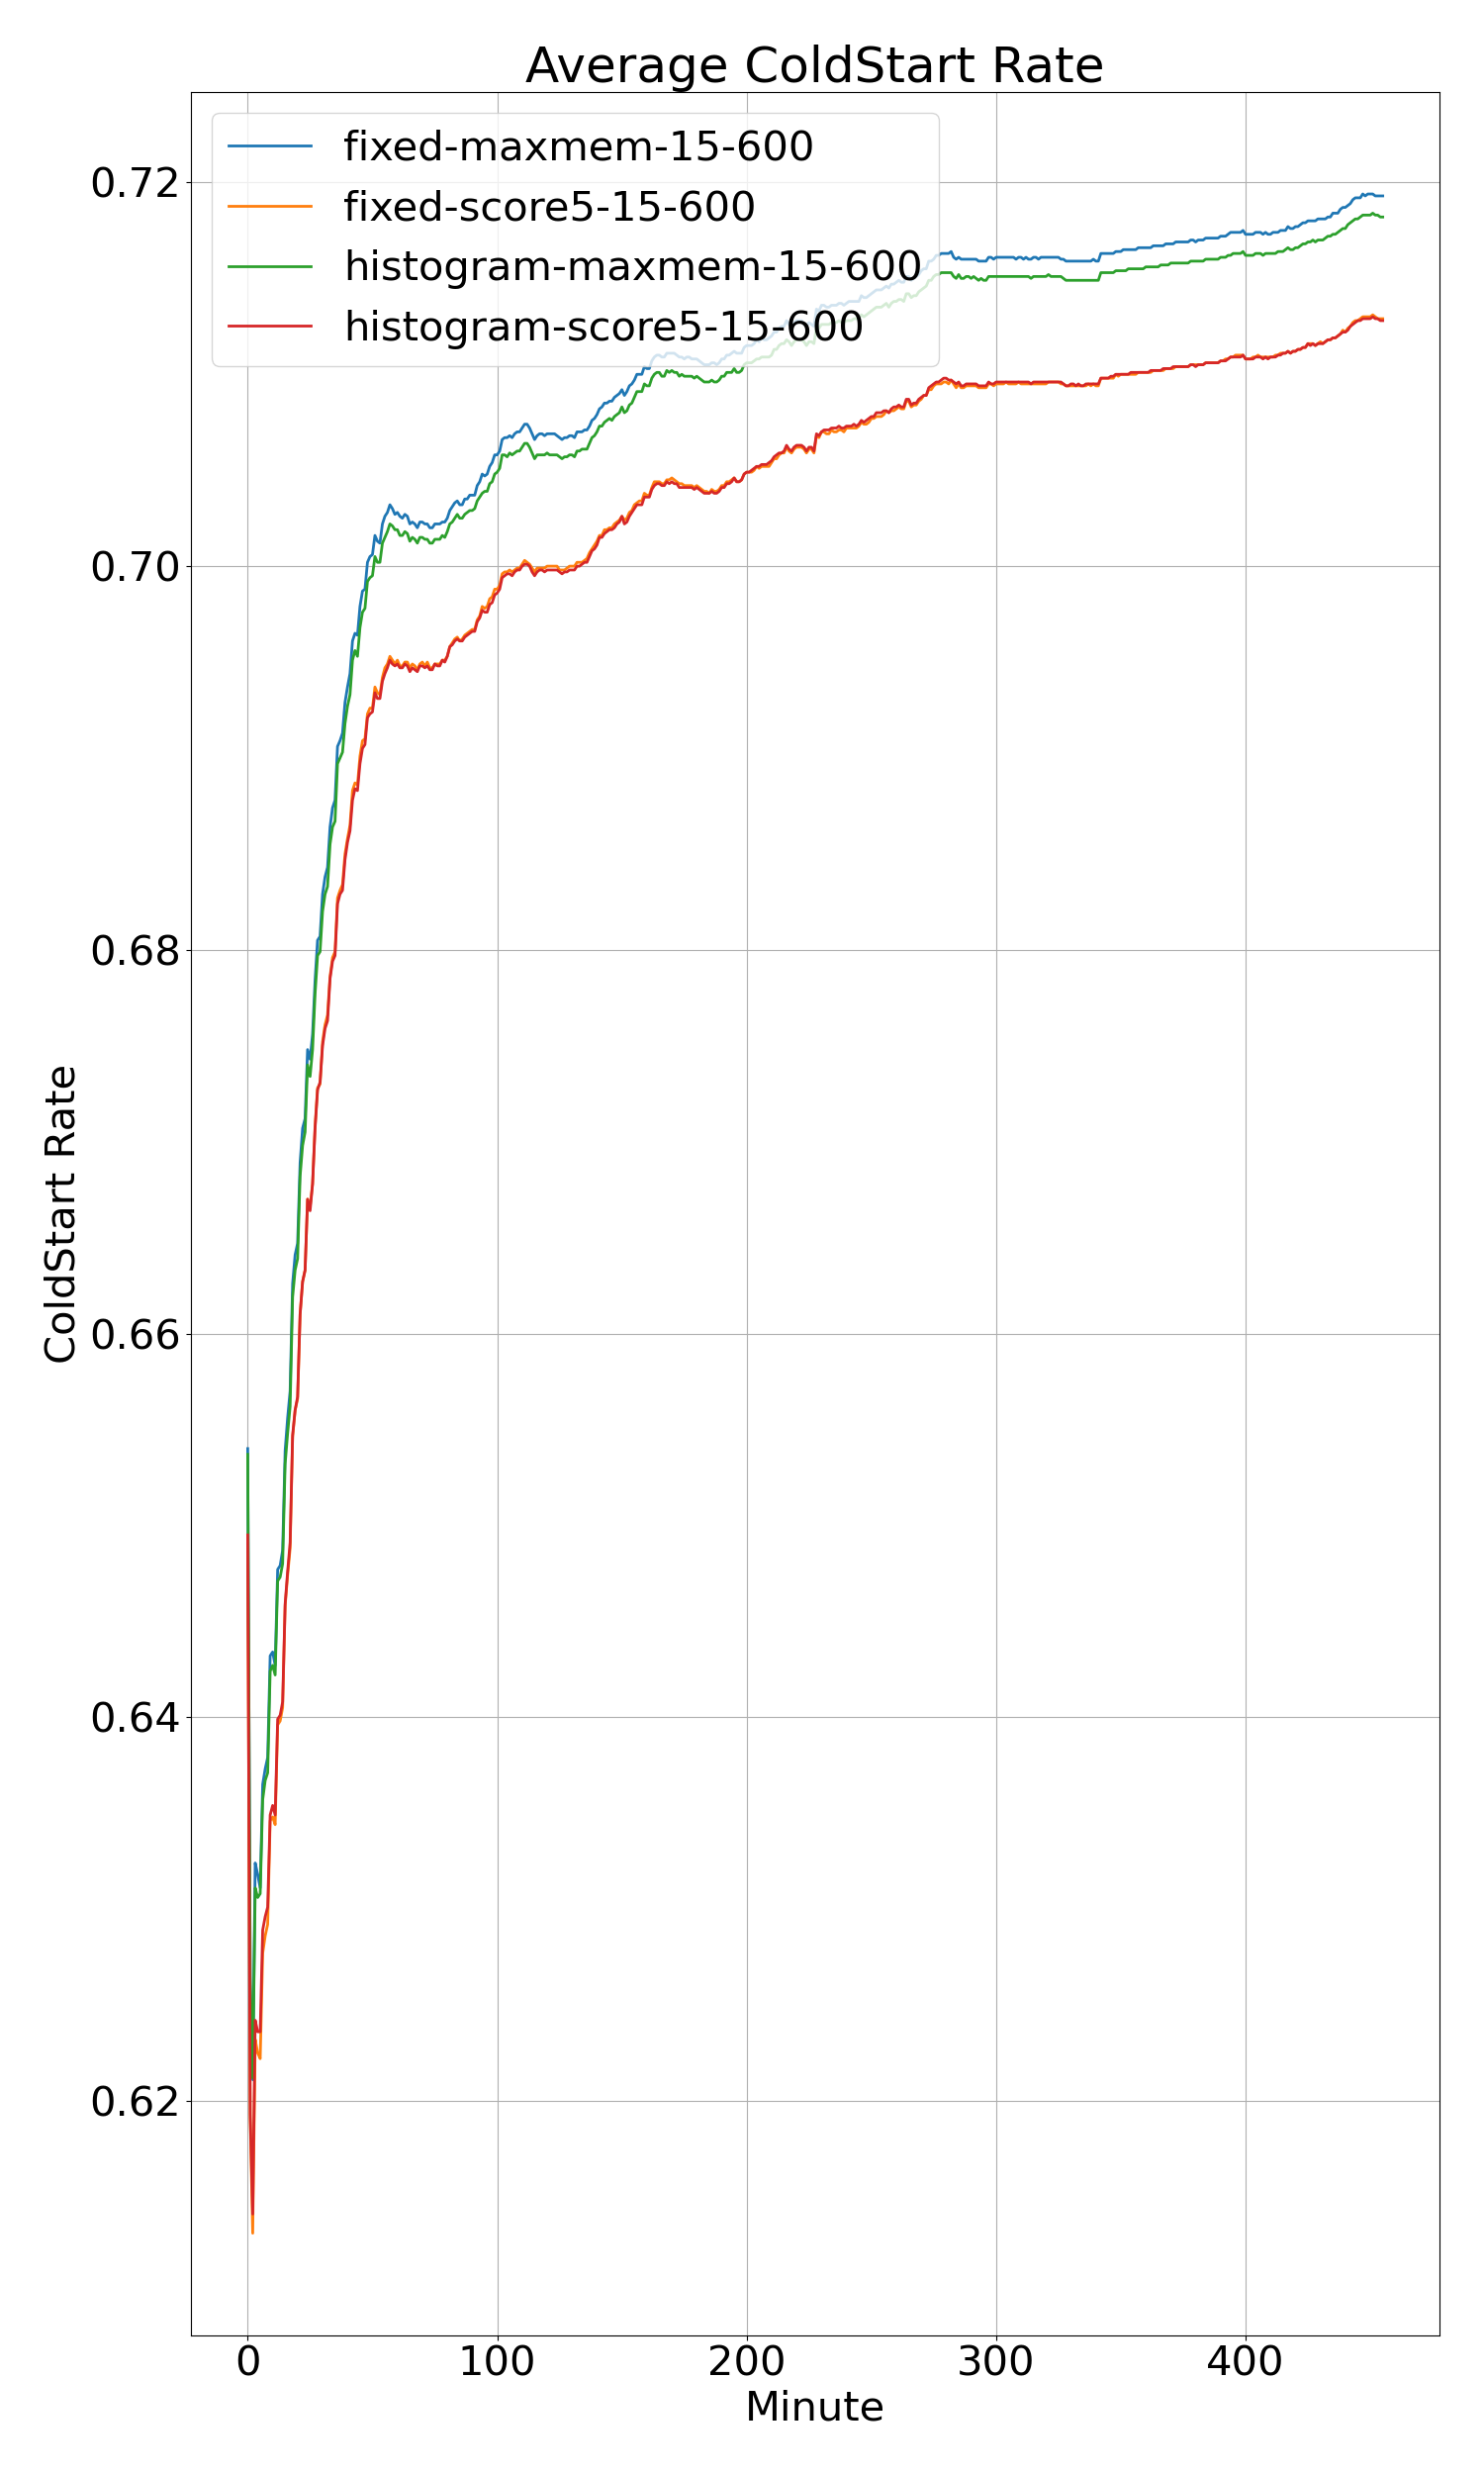 Average ColdStart Rate
fixed-maxmem-15-600
fixed-score5-15-600
histogram-maxmem-15-600
histogram-score5-15-600
0.72
0.70
0.68
0.66
0.64
0.62
ColdStart Rate
0 100 200 300 400
Minute